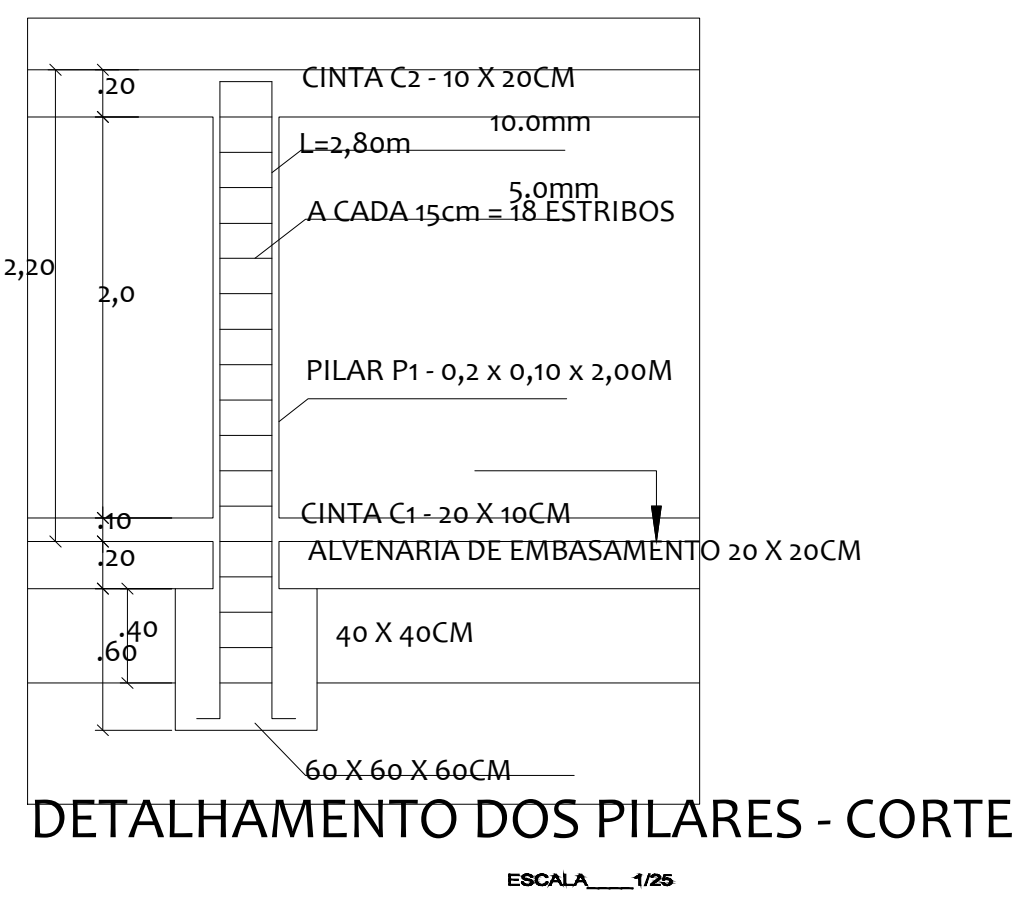 .20
CINTA C2 - 10 X 20CM
10.0mm
L=2,80m
5.0mm
A CADA 15cm = 18 ESTRIBOS
2,20
2,0
PILAR P1 - 0,2 x 0,10 x 2,00M
.10
CINTA C1 - 20 X 10CM
.20
ALVENARIA DE EMBASAMENTO 20 X 20CM
.40
40 X 40CM
.60
60 X 60 X 60CM
DETALHAMENTO DOS PILARES - CORTE
ESCALA____1/25